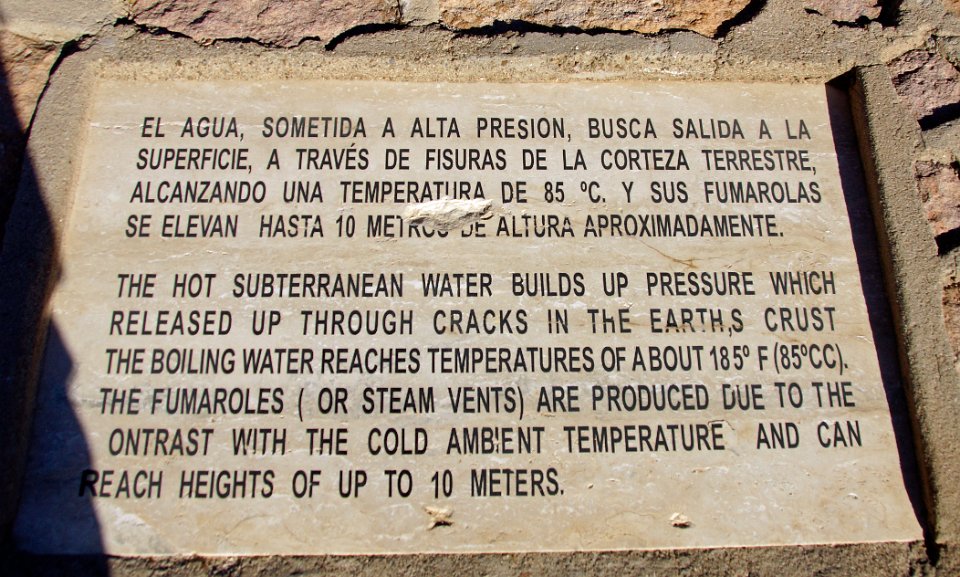 EL AGUA, SOMETIDA A ALTA PRESION, BUSCA SALIDA A LA
SUPERFICIE, A TRAVÉS DE FISURAS DE LA CORTEZA TERRESTRE,
ALCANZANDO UNA TEMPERATURA DE 85 ºC. Y SUS FUMAROLAS
SE ELEVAN HASTA 10 METROS DE ALTURA APROXIMADAMENTE.
THE HOT SUBTERRANEAN WATER BUILDS UP PRESSURE WHICH
RELEASED UP THROUGH CRACKS IN THE EARTH,S CRUST
THE BOILING WATER REACHES TEMPERATURES OF ABOUT 185º F (85ºCC).
THE FUMAROLES ( OR STEAM VENTS) ARE PRODUCED DUE TO THE
ONTRAST WITH THE COLD AMBIENT TEMPERATURE AND CAN
REACH HEIGHTS OF UP TO 10 METERS.